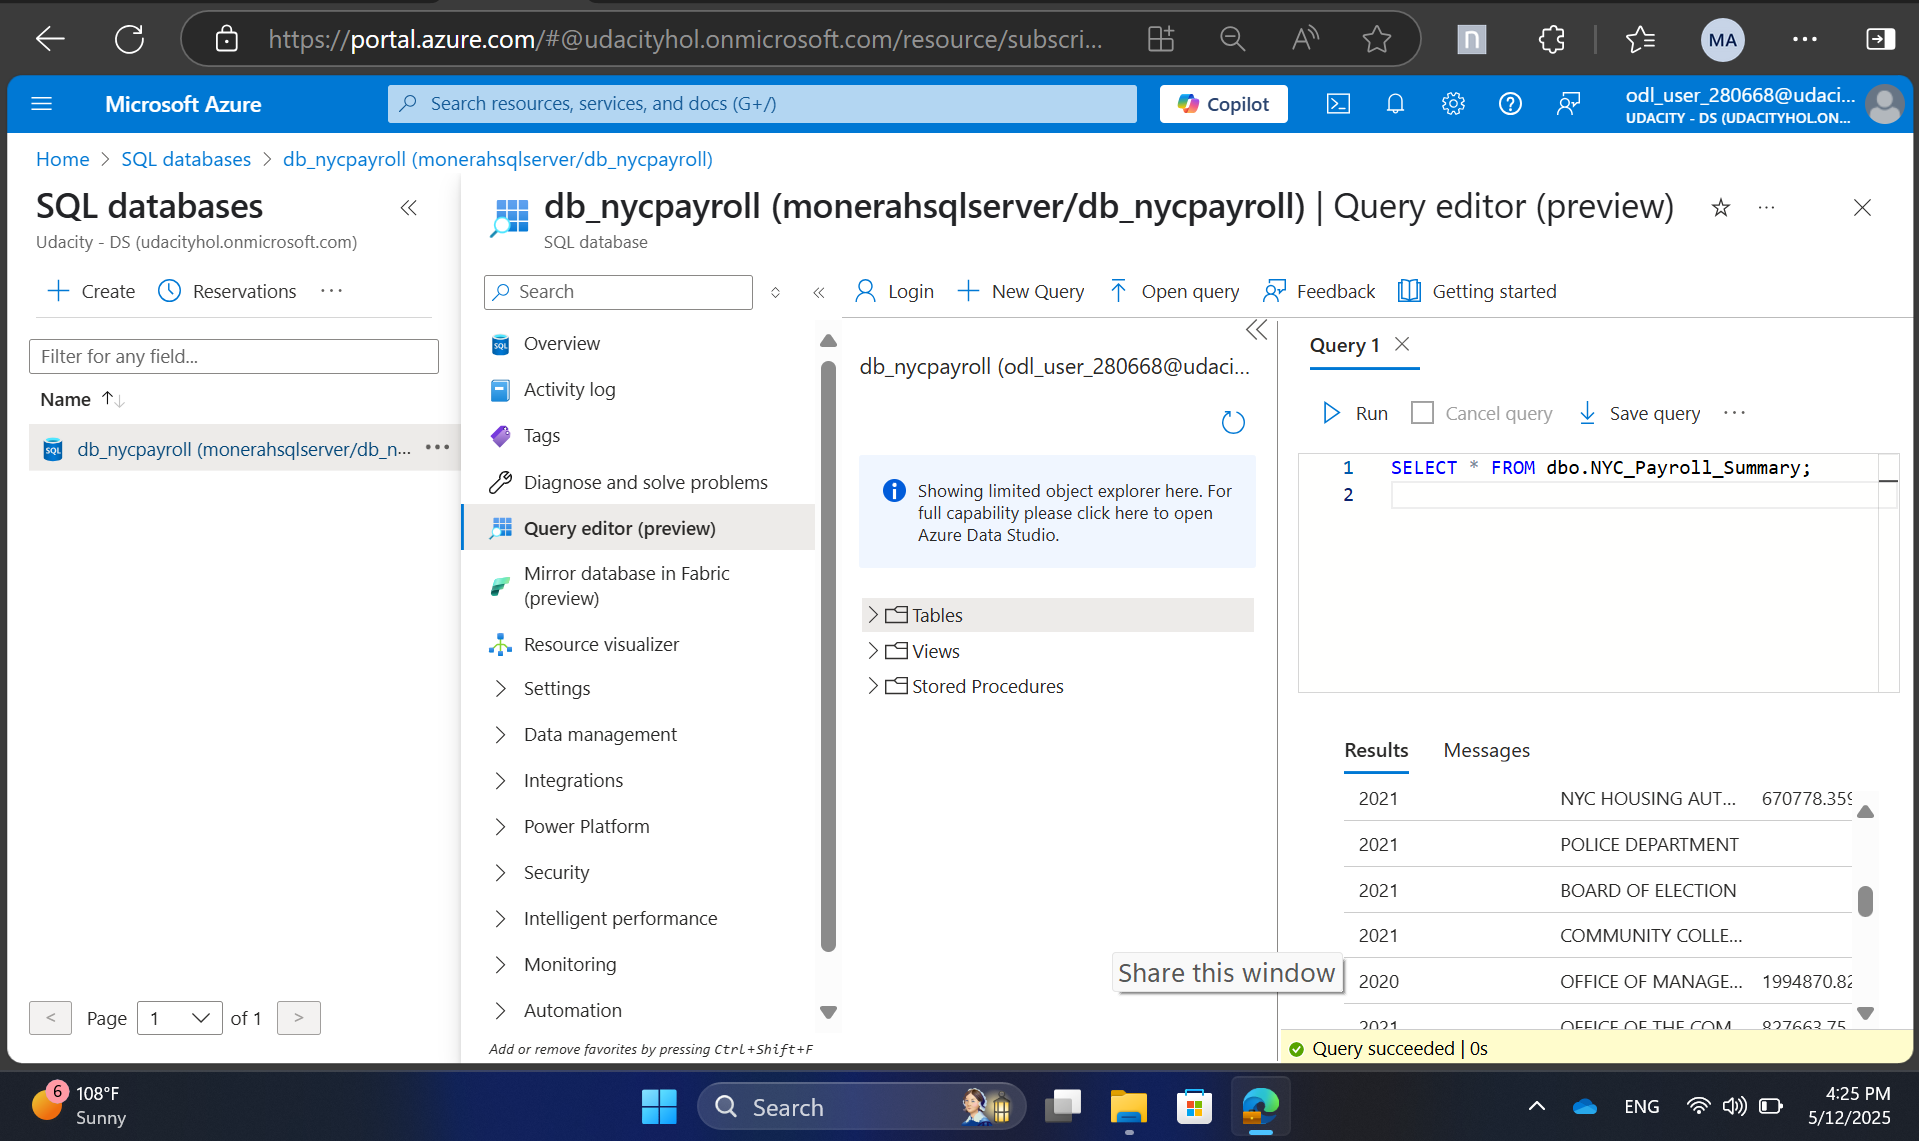 https://portal.azure.com/#@udacityhol.onmicrosoft.com/resource/subscri...
MA
Microsoft Azure
Search resources, services, and docs (G+/)
Copilot
odl_user_280668@udaci...
UDACITY - DS (UDACITYHOL.ON...
Home > SQL databases > db_nycpayroll (monerahsqlserver/db_nycpayroll)
SQL databases
Udacity - DS (udacityhol.onmicrosoft.com)
Create
Reservations
Filter for any field...
Name
db_nycpayroll (monerahsqlserver/db_n...
< Page 1 of 1 >
db_nycpayroll (monerahsqlserver/db_nycpayroll) | Query editor (preview)
SQL database
Search
Overview
Activity log
Tags
Diagnose and solve problems
Query editor (preview)
Mirror database in Fabric
(preview)
Resource visualizer
Settings
Data management
Integrations
Power Platform
Security
Intelligent performance
Monitoring
Automation
Add or remove favorites by pressing Ctrl+Shift+F
Login
New Query
Open query
Feedback
Getting started
db_nycpayroll (odl_user_280668@udaci...
Showing limited object explorer here. For
full capability please click here to open
Azure Data Studio.
Tables
Views
Stored Procedures
Share this window
Query 1
Run
Cancel query
Save query
1 SELECT * FROM dbo.NYC_Payroll_Summary;
2
Results Messages
2021 NYC HOUSING AUT... 670778.359
2021 POLICE DEPARTMENT
2021 BOARD OF ELECTION
2021 COMMUNITY COLLE...
2020 OFFICE OF MANAGE... 1994870.82
2021 OFFICE OF THE COM 827663.75
Query succeeded | 0s
6
108°F
Sunny
Search
ENG
4:25 PM
5/12/2025